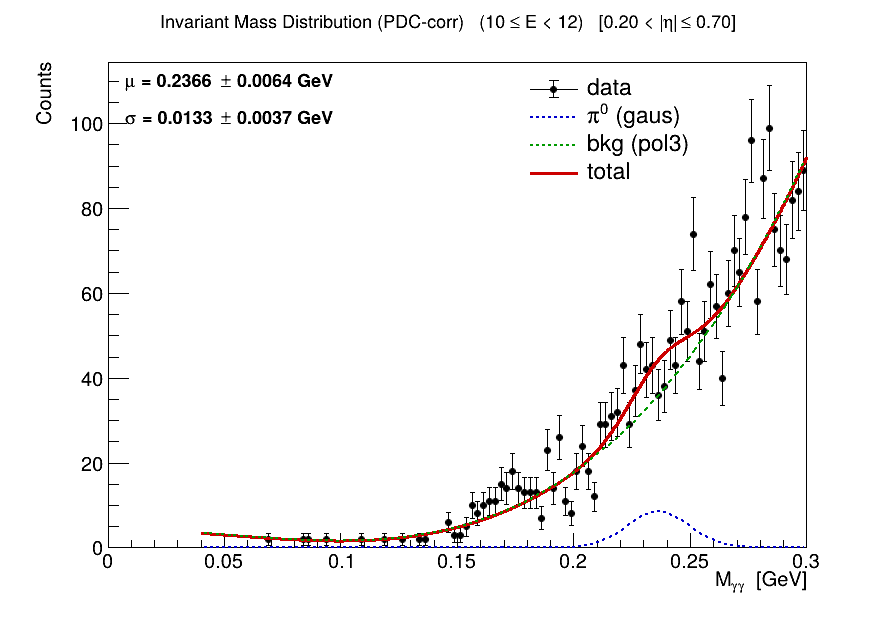 Invariant Mass Distribution (PDC-corr) (10 ≤ E < 12) [0.20 < |η| ≤ 0.70]
μ = 0.2366 ± 0.0064 GeV
σ = 0.0133 ± 0.0037 GeV
data
π⁰ (gaus)
bkg (pol3)
total
Counts
100
80
60
40
20
0
0 0.05 0.1 0.15 0.2 0.25 0.3
Mγγ [GeV]